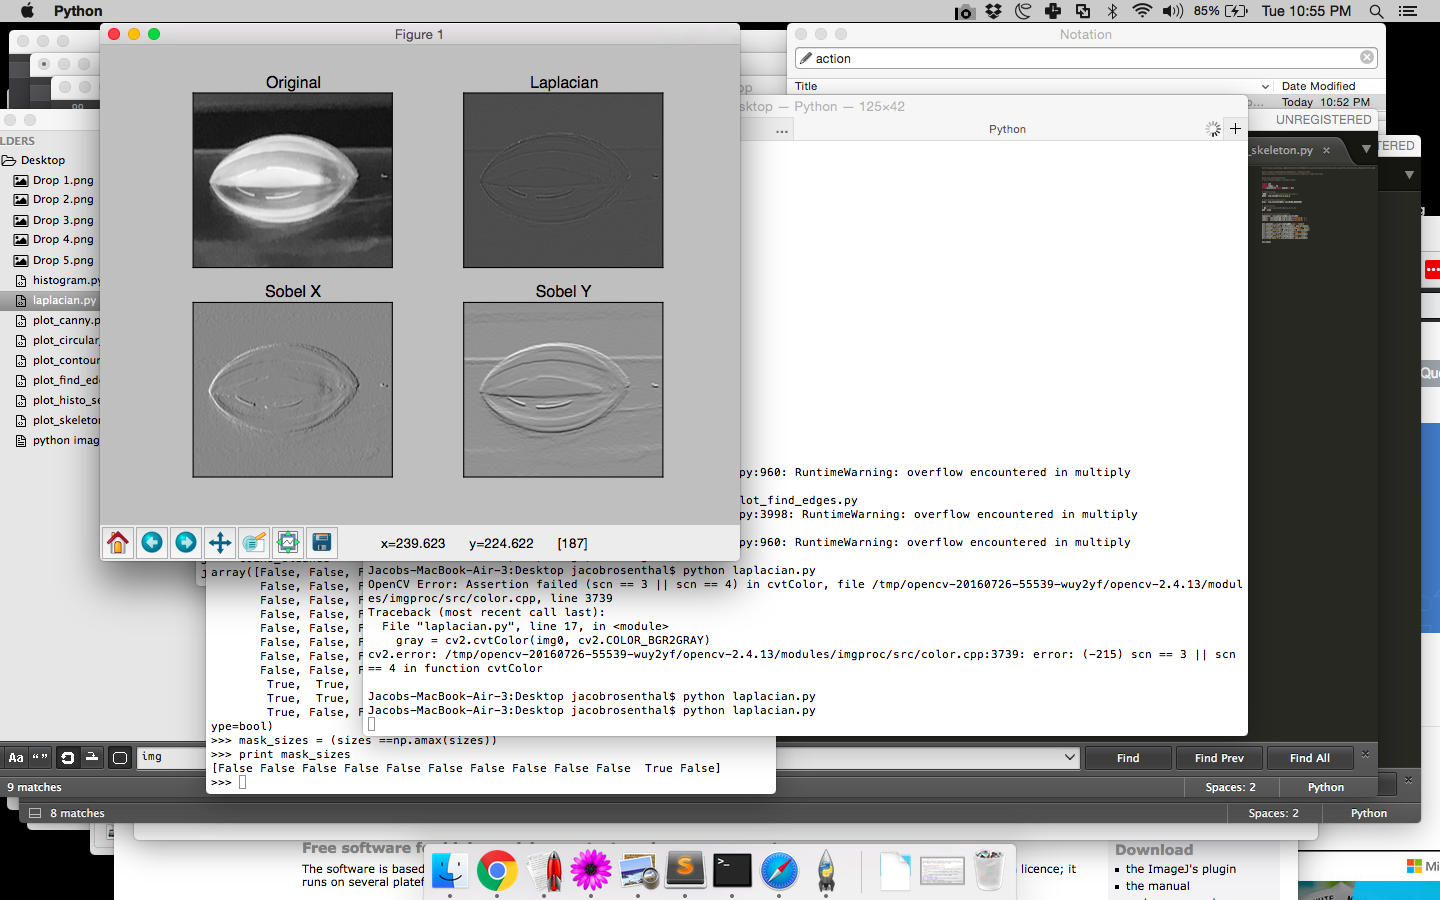 Python
85%
Tue 10:55 PM
Figure 1
Notation
action
Title
Date Modified
Today 10:52 PM
Original
Laplacian
Sobel X
Sobel Y
— Python — 125×42
Python
UNREGISTERED
_skeleton.py
Desktop
Drop 1.png
Drop 2.png
Drop 3.png
Drop 4.png
Drop 5.png
histogram.py
laplacian.py
plot_canny.p
plot_circular_
plot_contour
plot_find_ed
plot_histo_se
plot_skeleton
python imag
x=239.623 y=224.622 [187]
py:960: RuntimeWarning: overflow encountered in multiply
lot_find_edges.py
py:3998: RuntimeWarning: overflow encountered in multiply
py:960: RuntimeWarning: overflow encountered in multiply
Jacobs-MacBook-Air-3:Desktop jacobrosenthal$ python laplacian.py
OpenCV Error: Assertion failed (scn == 3 || scn == 4) in cvtColor, file /tmp/opencv-20160726-55539-wuy2yf/opencv-2.4.13/modul
es/imgproc/src/color.cpp, line 3739
Traceback (most recent call last):
File "laplacian.py", line 17, in <module>
gray = cv2.cvtColor(img0, cv2.COLOR_BGR2GRAY)
cv2.error: /tmp/opencv-20160726-55539-wuy2yf/opencv-2.4.13/modules/imgproc/src/color.cpp:3739: error: (-215) scn == 3 || scn
== 4 in function cvtColor
Jacobs-MacBook-Air-3:Desktop jacobrosenthal$ python laplacian.py
Jacobs-MacBook-Air-3:Desktop jacobrosenthal$ python laplacian.py
array([False, False, F
False, False, F
False, False, F
False, False, F
False, False, F
False, False, F
False, False, F
False, False, F
True, True, F
True, True, F
True, False, F
ype=bool)
>>> mask_sizes = (sizes ==np.amax(sizes))
>>> print mask_sizes
[False False False False False False False False False False True False]
>>>
Aa
img
Find
Find Prev
Find All
9 matches
Spaces: 2
Python
8 matches
Spaces: 2
Python
Free software
The software is based
runs on several
licence; it
Download
the ImageJ's plugin
the manual